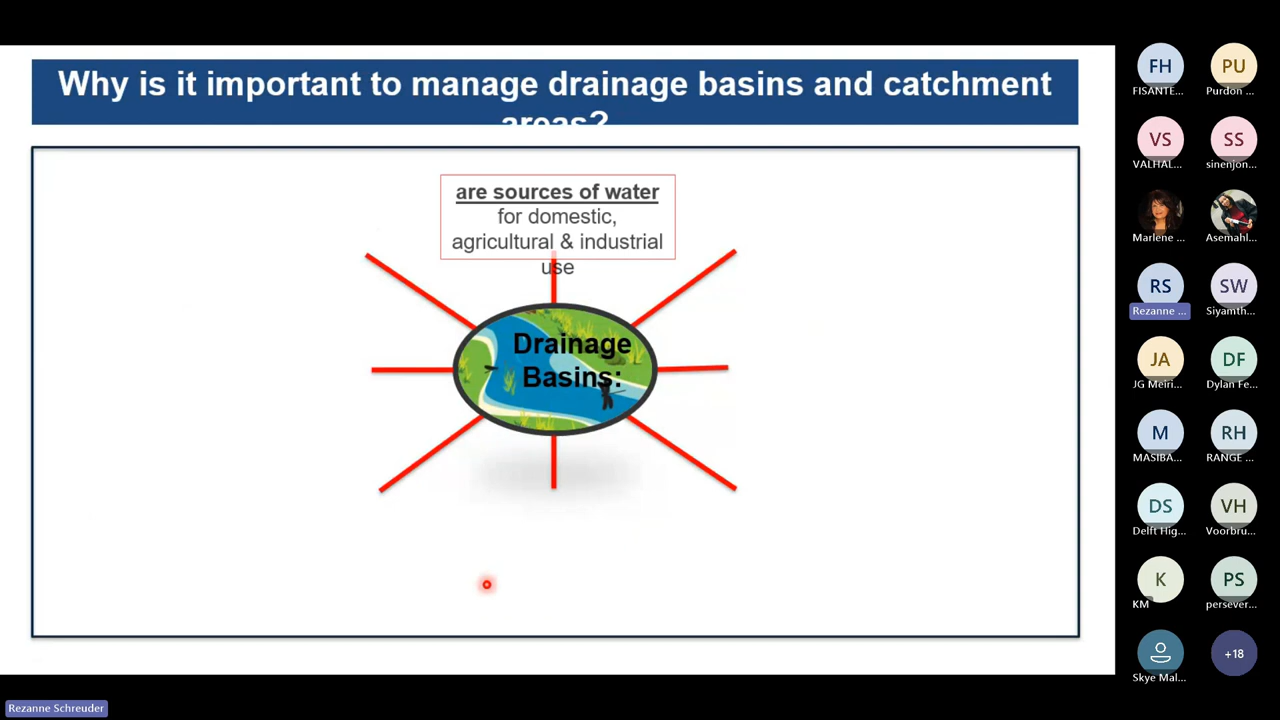 Why is it important to manage drainage basins and catchment
areas?
are sources of water
for domestic,
agricultural & industrial
use
Drainage
Basins:
FH
FISANTE...
PU
Purdon ...
VS
VALHAL...
SS
sinenjon...
Marlene ...
Asemahl...
RS
Rezanne ...
SW
Siyamth...
JA
JG Meiri...
DF
Dylan Fe...
M
MASIBA...
RH
RANGE ...
DS
Delft Hig...
VH
Voorbru...
K
KM
PS
persever...
Skye Mal...
+18
Rezanne Schreuder